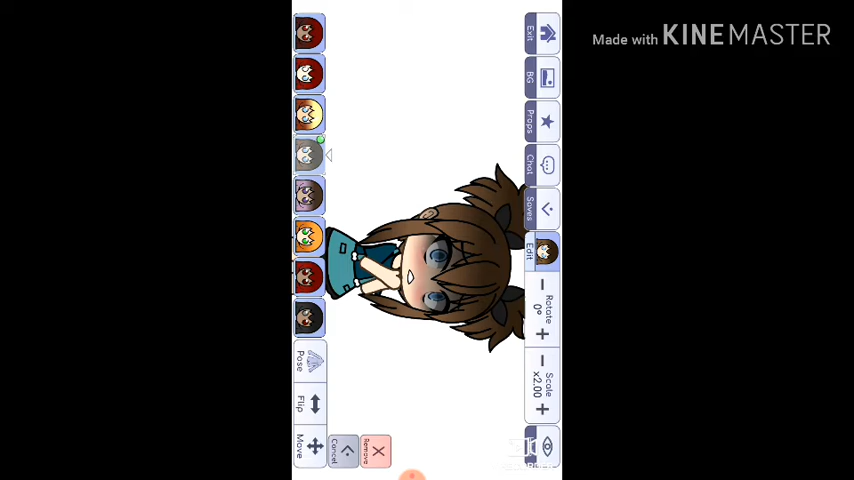 Made with KINEMASTER
Exit
BG
Props
Chat
Saves
Edit
Rotate
0°
Scale
x2.00
Pose
Flip
Move
Cancel
Remove